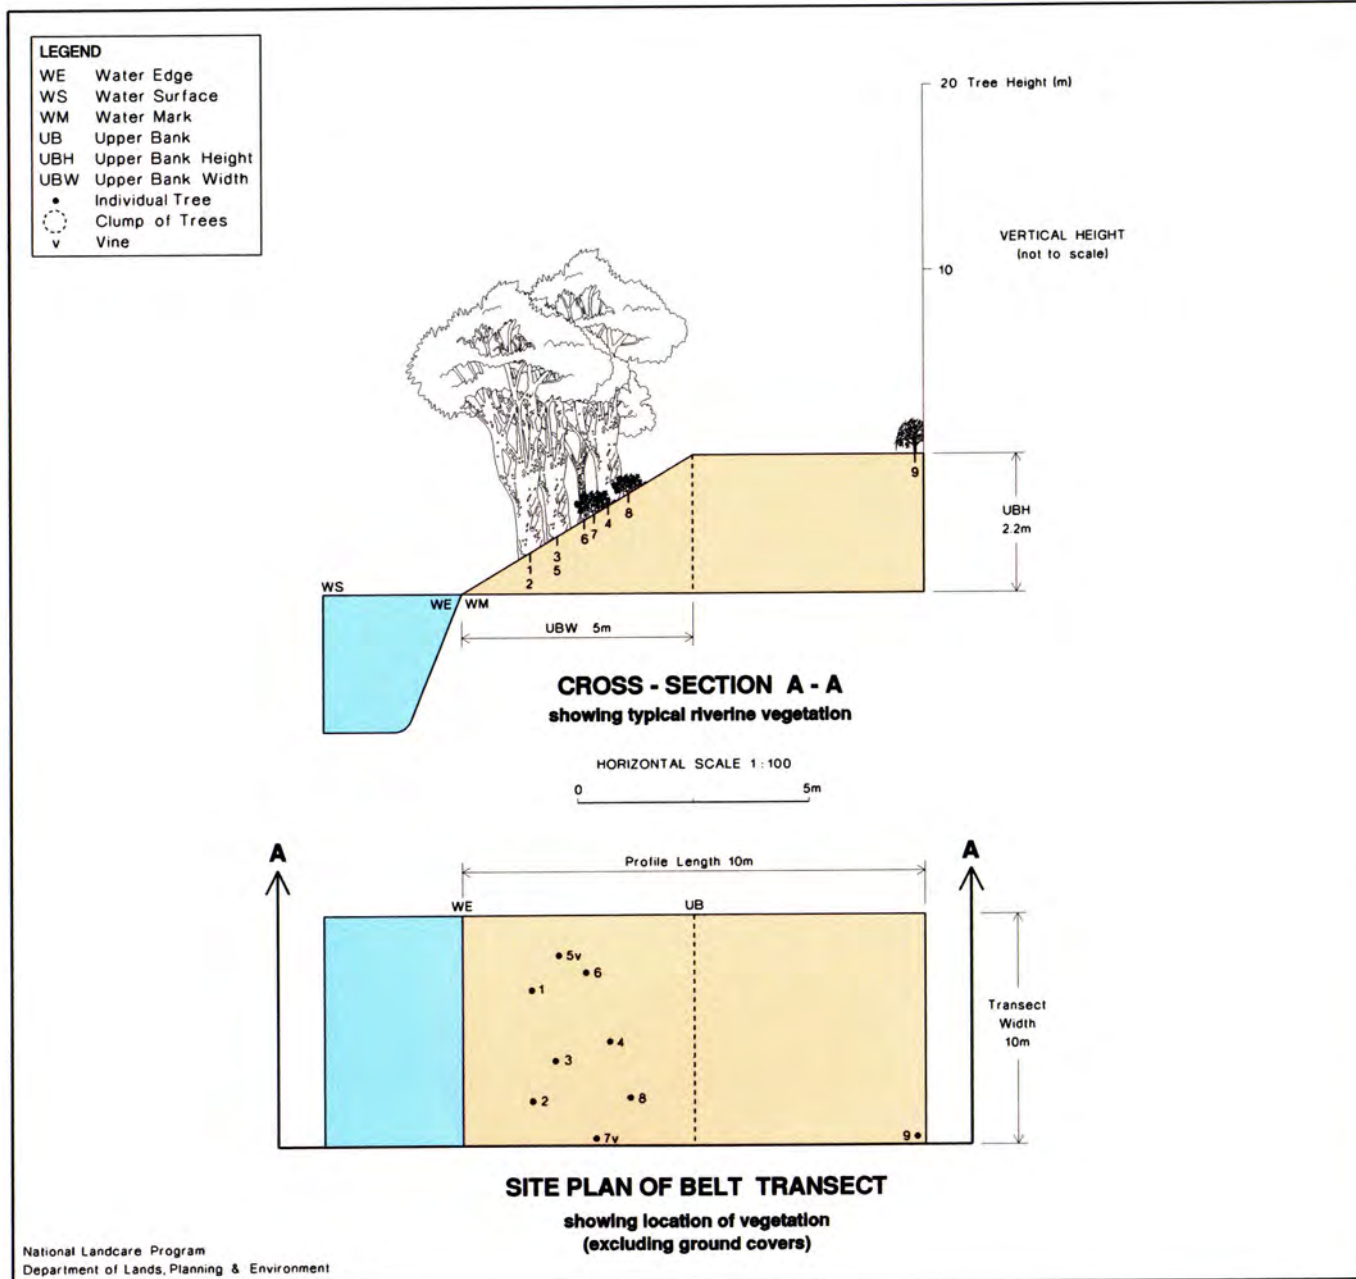 LEGEND
WE Water Edge
WS Water Surface
WM Water Mark
UB Upper Bank
UBH Upper Bank Height
UBW Upper Bank Width
Individual Tree
Clump of Trees
v Vine
20 Tree Height (m)
VERTICAL HEIGHT
(not to scale)
10
9
8
4
7
6
3
5
1
2
UBH
2.2m
WS
WE WM
UBW 5m
CROSS - SECTION A - A
showing typical riverine vegetation
HORIZONTAL SCALE 1 : 100
0 5m
A A
Profile Length 10m
WE UB
5v
6
1
4
3
2
8
7v
9
Transect
Width
10m
SITE PLAN OF BELT TRANSECT
showing location of vegetation
(excluding ground covers)
National Landcare Program
Department of Lands, Planning & Environment